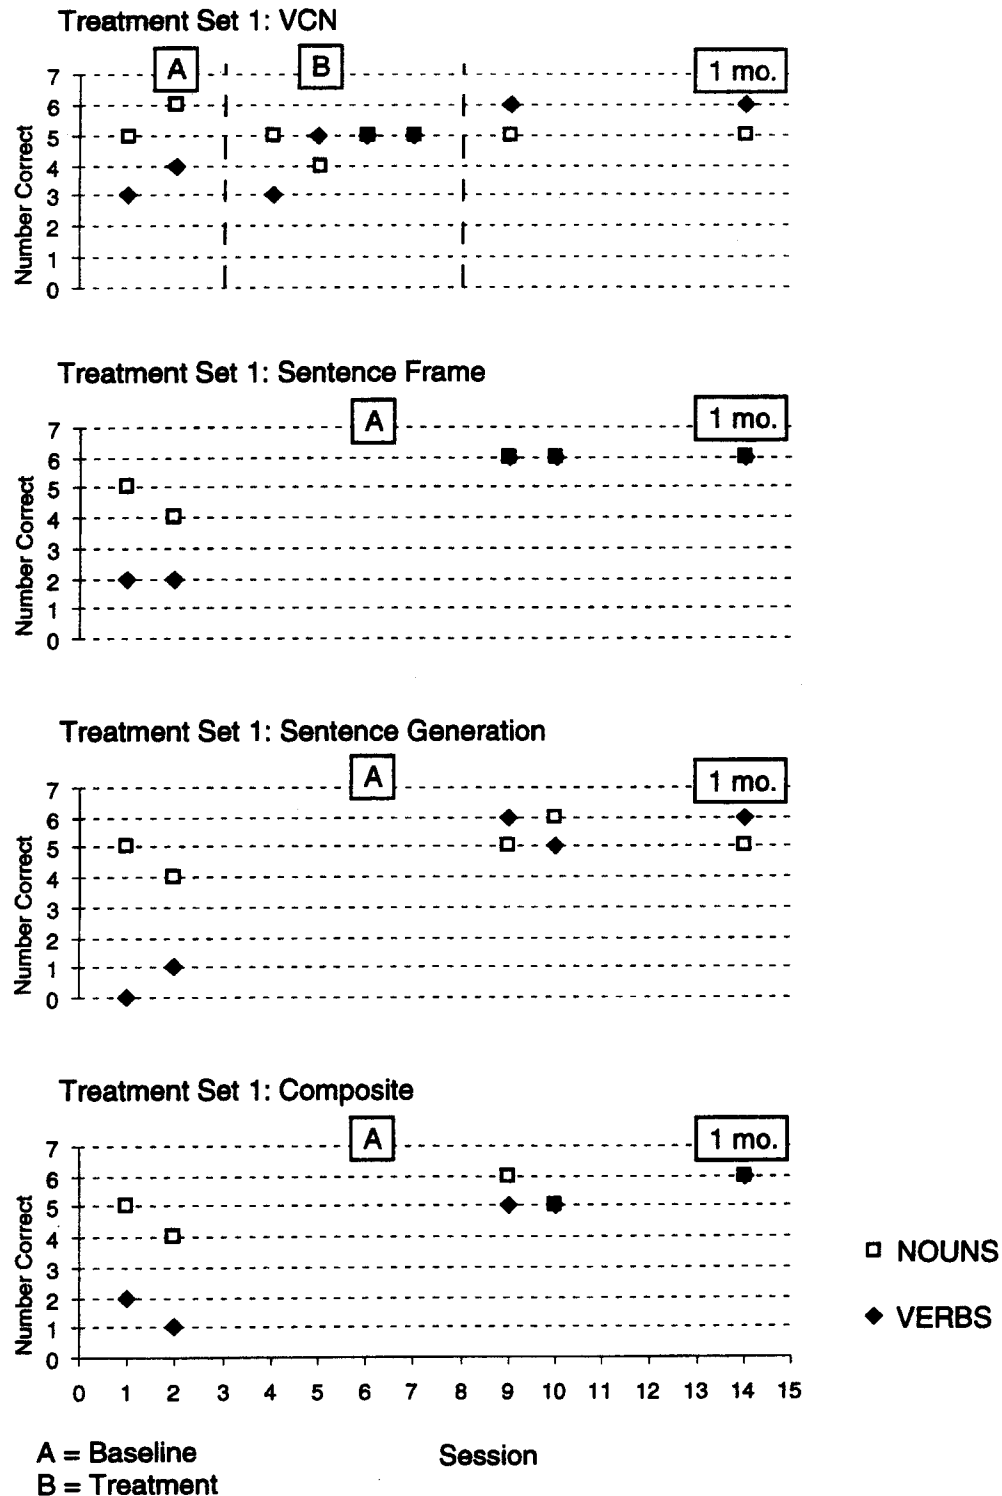 Treatment Set 1: VCN
A
B
1 mo.
7
6
5
4
3
2
1
0
Number Correct
Treatment Set 1: Sentence Frame
A
1 mo.
7
6
5
4
3
2
1
0
Number Correct
Treatment Set 1: Sentence Generation
A
1 mo.
7
6
5
4
3
2
1
0
Number Correct
Treatment Set 1: Composite
A
1 mo.
7
6
5
4
3
2
1
0
Number Correct
NOUNS
VERBS
0 1 2 3 4 5 6 7 8 9 10 11 12 13 14 15
A = Baseline
Session
B = Treatment